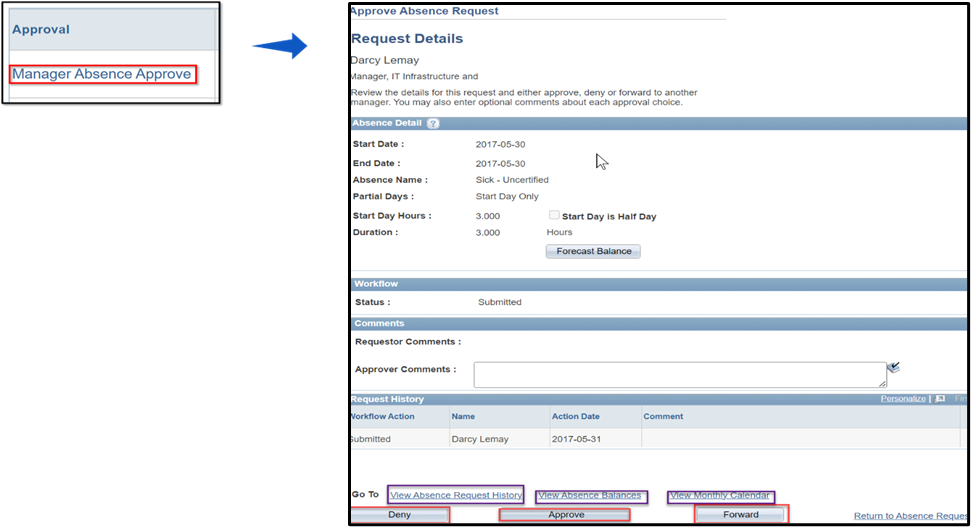 Approval
Manager Absence Approve
Approve Absence Request
Request Details
Darcy Lemay
Manager, IT Infrastructure and
Review the details for this request and either approve, deny or forward to another
manager. You may also enter optional comments about each approval choice.
Absence Detail ?
Start Date : 2017-05-30
End Date : 2017-05-30
Absence Name : Sick - Uncertified
Partial Days : Start Day Only
Start Day Hours : 3.000 Start Day is Half Day
Duration : 3.000 Hours
Forecast Balance
Workflow
Status : Submitted
Comments
Requestor Comments :
Approver Comments :
Request History Personalize | Fin
Workflow Action Name Action Date Comment
Submitted Darcy Lemay 2017-05-31
Go To View Absence Request History View Absence Balances View Monthly Calendar
Deny Approve Forward Return to Absence Reques